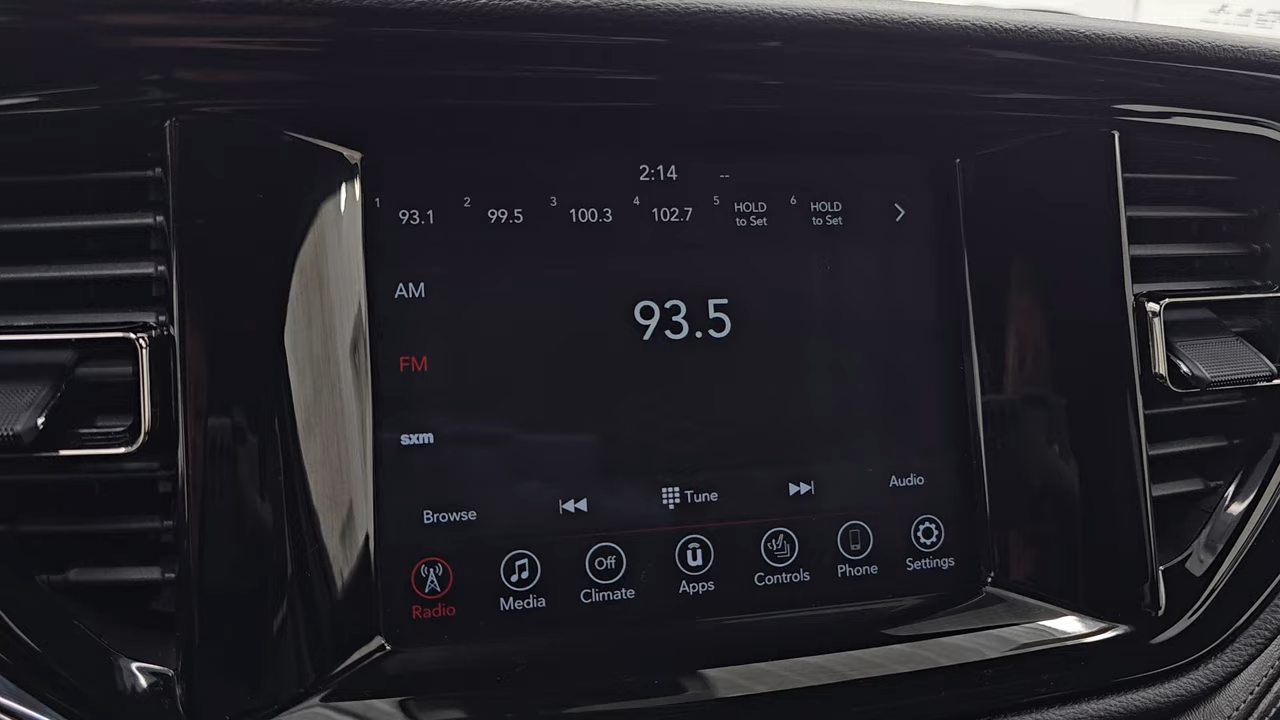 2:14 --
1 93.1 2 99.5 3 100.3 4 102.7 5 HOLD to Set 6 HOLD to Set
AM
93.5
FM
sxm
Browse Tune Audio
Radio Media Off Climate Apps Controls Phone Settings